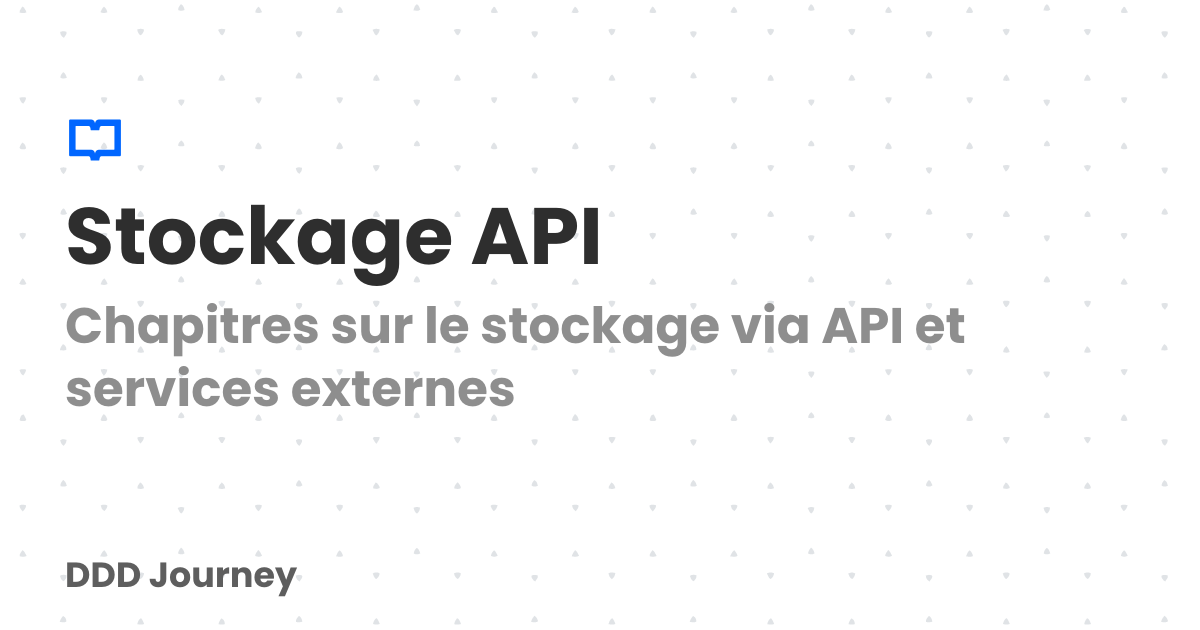 Stockage API
Chapitres sur le stockage via API et
services externes
DDD Journey